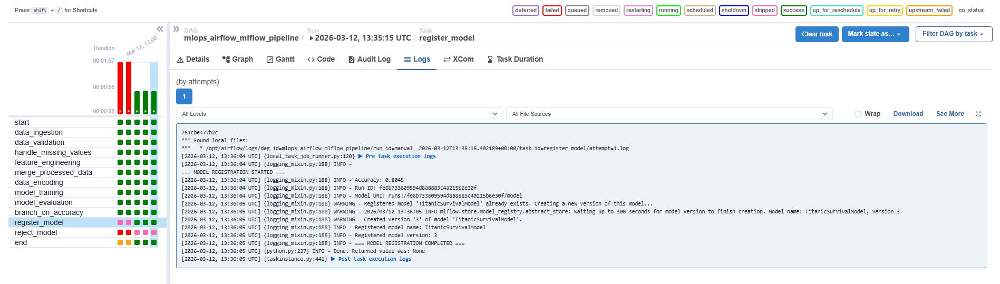 Press shift + / for Shortcuts
deferred failed queued removed restarting running scheduled shutdown skipped success up_for_reschedule up_for_retry upstream_failed no_status
DAG
mlops_airflow_mlflow_pipeline
/
Run
2026-03-12, 13:35:15 UTC
/
Task
register_model
Clear task
Mark state as...
Filter DAG by task
Mar 12, 13:06
Duration
00:01:57
00:00:58
00:00:00
start
data_ingestion
data_validation
handle_missing_values
feature_engineering
merge_processed_data
data_encoding
model_training
model_evaluation
branch_on_accuracy
register_model
reject_model
end
Details Graph Gantt Code Audit Log Logs XCom Task Duration
(by attempts)
1
All Levels All File Sources Wrap Download See More
764cbe477b2c
*** Found local files:
***   * /opt/airflow/logs/dag_id=mlops_airflow_mlflow_pipeline/run_id=manual__2026-03-12T13:35:15.402189+00:00/task_id=register_model/attempt=1.log
[2026-03-12, 13:36:04 UTC] {local_task_job_runner.py:120} ▶ Pre task execution logs
[2026-03-12, 13:36:04 UTC] {logging_mixin.py:188} INFO -
=== MODEL REGISTRATION STARTED ===
[2026-03-12, 13:36:04 UTC] {logging_mixin.py:188} INFO - Accuracy: 0.8045
[2026-03-12, 13:36:04 UTC] {logging_mixin.py:188} INFO - Run ID: fe6b733609594d8a8883c4a215b6e30f
[2026-03-12, 13:36:04 UTC] {logging_mixin.py:188} INFO - Model URI: runs:/fe6b733609594d8a8883c4a215b6e30f/model
[2026-03-12, 13:36:05 UTC] {logging_mixin.py:188} WARNING - Registered model 'TitanicSurvivalModel' already exists. Creating a new version of this model...
[2026-03-12, 13:36:05 UTC] {logging_mixin.py:188} WARNING - 2026/03/12 13:36:05 INFO mlflow.store.model_registry.abstract_store: Waiting up to 300 seconds for model version to finish creation. Model name: TitanicSurvivalModel, version 3
[2026-03-12, 13:36:05 UTC] {logging_mixin.py:188} WARNING - Created version '3' of model 'TitanicSurvivalModel'.
[2026-03-12, 13:36:05 UTC] {logging_mixin.py:188} INFO - Registered model name: TitanicSurvivalModel
[2026-03-12, 13:36:05 UTC] {logging_mixin.py:188} INFO - Registered model version: 3
[2026-03-12, 13:36:05 UTC] {logging_mixin.py:188} INFO - === MODEL REGISTRATION COMPLETED ===
[2026-03-12, 13:36:05 UTC] {python.py:237} INFO - Done. Returned value was: None
[2026-03-12, 13:36:05 UTC] {taskinstance.py:441} ▶ Post task execution logs